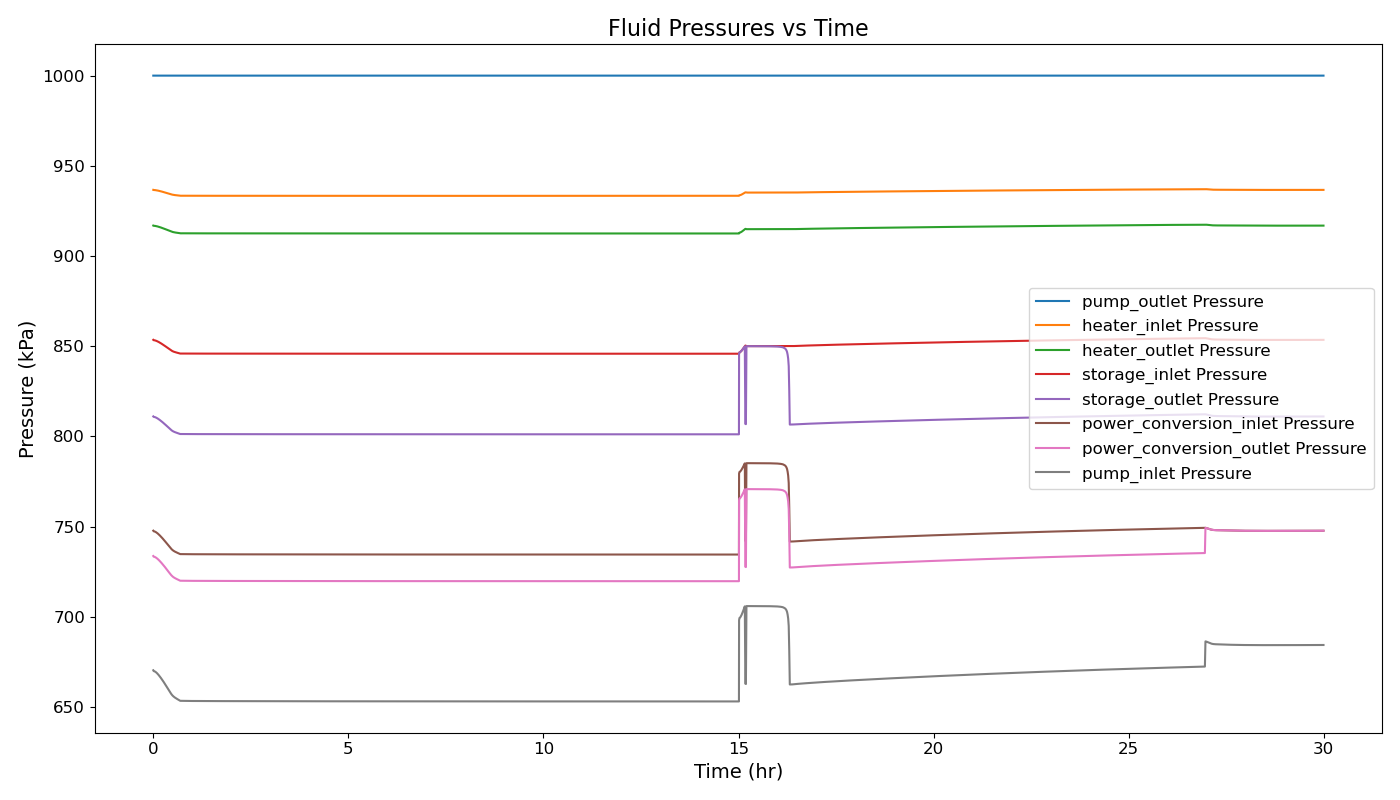 Fluid Pressures vs Time
Pressure (kPa)
1000
950
900
850
800
750
700
650
pump_outlet Pressure
heater_inlet Pressure
heater_outlet Pressure
storage_inlet Pressure
storage_outlet Pressure
power_conversion_inlet Pressure
power_conversion_outlet Pressure
pump_inlet Pressure
0 5 10 15 20 25 30
Time (hr)